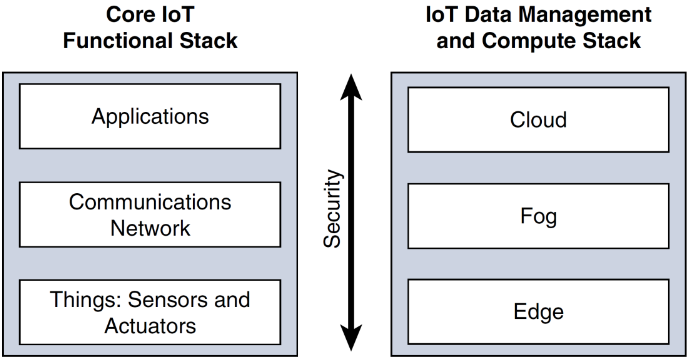 Core IoT
Functional Stack
Applications
Communications
Network
Things: Sensors and
Actuators
Security
IoT Data Management
and Compute Stack
Cloud
Fog
Edge